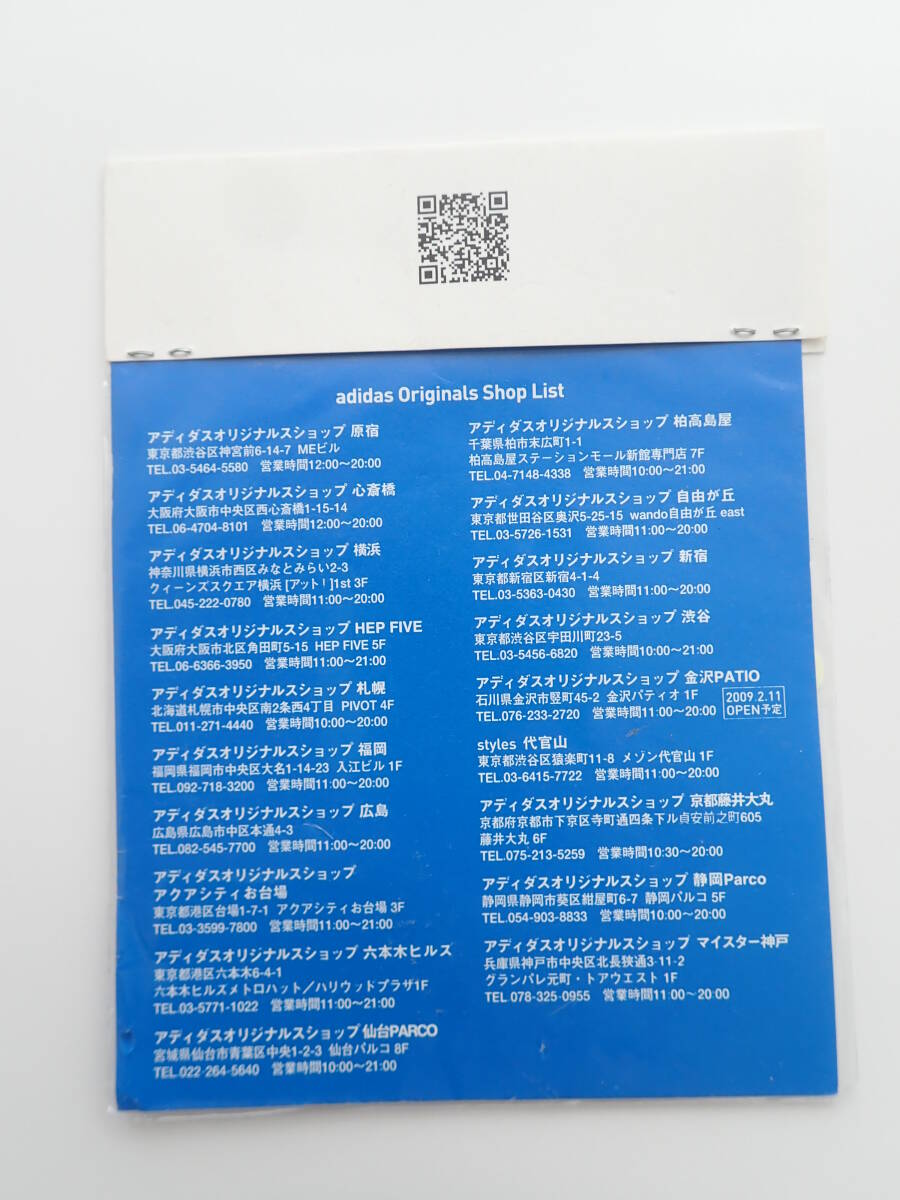 adidas Originals Shop List
アディダスオリジナルスショップ 原宿
東京都渋谷区神宮前6-14-7 MEビル
TEL.03-5464-5580 営業時間12:00〜20:00
アディダスオリジナルスショップ 心斎橋
大阪府大阪市中央区西心斎橋1-15-14
TEL.06-4704-8101 営業時間12:00〜20:00
アディダスオリジナルスショップ 横浜
神奈川県横浜市西区みなとみらい2-3
クィーンズスクエア横浜 [アット!]1st 3F
TEL.045-222-0780 営業時間11:00〜20:00
アディダスオリジナルスショップ HEP FIVE
大阪府大阪市北区角田町5-15 HEP FIVE 5F
TEL.06-6366-3950 営業時間11:00〜21:00
アディダスオリジナルスショップ 札幌
北海道札幌市中央区南2条西4丁目 PIVOT 4F
TEL.011-271-4440 営業時間10:00〜20:00
アディダスオリジナルスショップ 福岡
福岡県福岡市中央区大名1-14-23 入江ビル 1F
TEL.092-718-3200 営業時間11:00〜20:00
アディダスオリジナルスショップ 広島
広島県広島市中区本通4-3
TEL.082-545-7700 営業時間11:00〜20:00
アディダスオリジナルスショップ
アクアシティお台場
東京都港区台場1-7-1 アクアシティお台場 3F
TEL.03-3599-7800 営業時間11:00〜21:00
アディダスオリジナルスショップ 六本木ヒルズ
東京都港区六本木6-4-1
六本木ヒルズメトロハット/ハリウッドプラザ1F
TEL.03-5771-1022 営業時間11:00〜21:00
アディダスオリジナルスショップ 仙台PARCO
宮城県仙台市青葉区中央1-2-3 仙台パルコ 8F
TEL.022-264-5640 営業時間10:00〜21:00
アディダスオリジナルスショップ 柏高島屋
千葉県柏市末広町1-1
柏高島屋ステーションモール新館専門店 7F
TEL.04-7148-4338 営業時間10:00〜21:00
アディダスオリジナルスショップ 自由が丘
東京都世田谷区奥沢5-25-15 wando自由が丘 east
TEL.03-5726-1531 営業時間11:00〜20:00
アディダスオリジナルスショップ 新宿
東京都新宿区新宿4-1-4
TEL.03-5363-0430 営業時間11:00〜20:00
アディダスオリジナルスショップ 渋谷
東京都渋谷区宇田川町23-5
TEL.03-5456-6820 営業時間10:00〜21:00
アディダスオリジナルスショップ 金沢PATIO
石川県金沢市竪町45-2 金沢パティオ 1F
TEL.076-233-2720 営業時間11:00〜20:00
2009.2.11
OPEN予定
styles 代官山
東京都渋谷区猿楽町11-8 メゾン代官山 1F
TEL.03-6415-7722 営業時間11:00〜20:00
アディダスオリジナルスショップ 京都藤井大丸
京都府京都市下京区寺町通四条下ル貞安前之町605
藤井大丸 6F
TEL.075-213-5259 営業時間10:30〜20:00
アディダスオリジナルスショップ 静岡Parco
静岡県静岡市葵区紺屋町6-7 静岡パルコ 5F
TEL.054-903-8833 営業時間10:00〜20:00
アディダスオリジナルスショップ マイスター神戸
兵庫県神戸市中央区北長狭通3-11-2
グランパレ元町・トアウエスト 1F
TEL 078-325-0955 営業時間11:00〜20:00